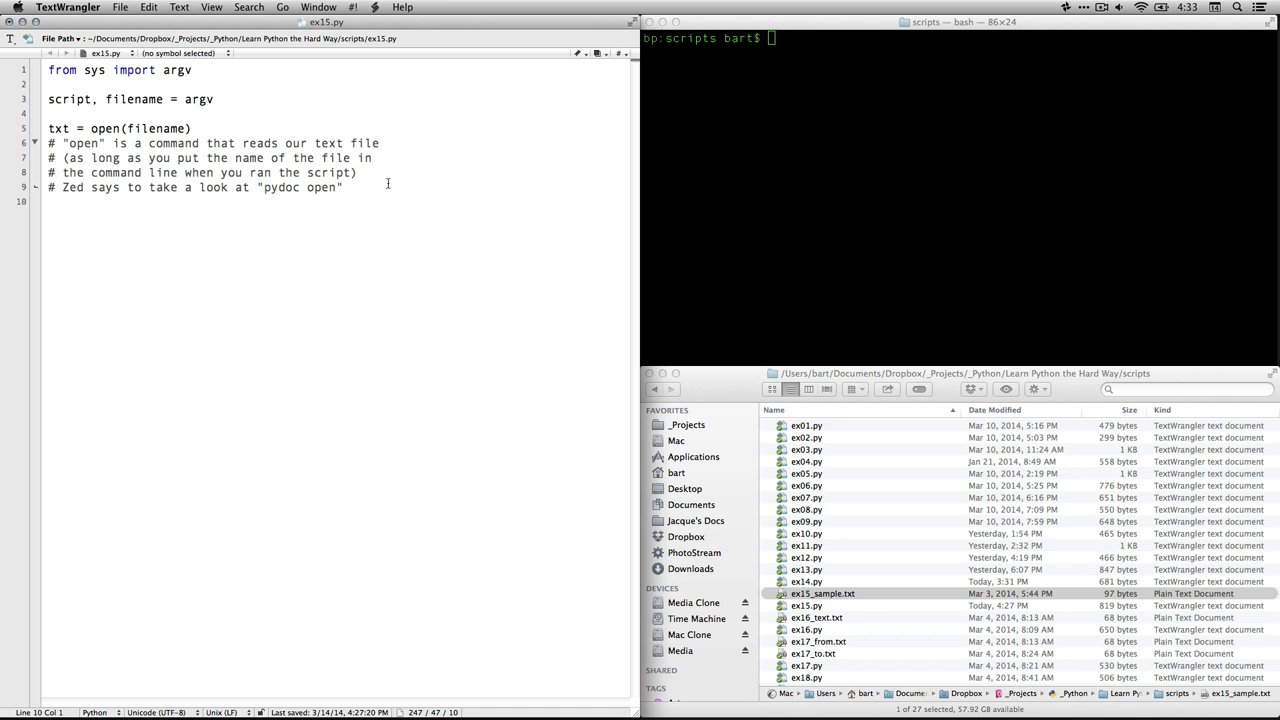 TextWrangler File Edit Text View Search Go Window #! Help 4:33
ex15.py
File Path ▾ : ~/Documents/Dropbox/_Projects/_Python/Learn Python the Hard Way/scripts/ex15.py
ex15.py (no symbol selected)
1 from sys import argv
2
3 script, filename = argv
4
5 txt = open(filename)
6 # "open" is a command that reads our text file
7 # (as long as you put the name of the file in
8 # the command line when you ran the script)
9 # Zed says to take a look at "pydoc open"
10
Line 10 Col 1 Python Unicode (UTF-8) Unix (LF) Last saved: 3/14/14, 4:27:20 PM 247 / 47 / 10
scripts — bash — 86×24
bp:scripts bart$
/Users/bart/Documents/Dropbox/_Projects/_Python/Learn Python the Hard Way/scripts
FAVORITES
_Projects
Mac
Applications
bart
Desktop
Documents
Jacque's Docs
Dropbox
PhotoStream
Downloads
DEVICES
Media Clone
Time Machine
Mac Clone
Media
SHARED
TAGS
Name Date Modified Size Kind
ex01.py Mar 10, 2014, 5:16 PM 479 bytes TextWrangler text document
ex02.py Mar 10, 2014, 5:03 PM 299 bytes TextWrangler text document
ex03.py Mar 10, 2014, 11:24 AM 1 KB TextWrangler text document
ex04.py Jan 21, 2014, 8:49 AM 558 bytes TextWrangler text document
ex05.py Mar 10, 2014, 2:19 PM 1 KB TextWrangler text document
ex06.py Mar 10, 2014, 5:25 PM 776 bytes TextWrangler text document
ex07.py Mar 10, 2014, 6:16 PM 651 bytes TextWrangler text document
ex08.py Mar 10, 2014, 7:09 PM 550 bytes TextWrangler text document
ex09.py Mar 10, 2014, 7:59 PM 648 bytes TextWrangler text document
ex10.py Yesterday, 1:54 PM 465 bytes TextWrangler text document
ex11.py Yesterday, 2:32 PM 1 KB TextWrangler text document
ex12.py Yesterday, 4:19 PM 466 bytes TextWrangler text document
ex13.py Yesterday, 6:07 PM 847 bytes TextWrangler text document
ex14.py Today, 3:31 PM 681 bytes TextWrangler text document
ex15_sample.txt Mar 3, 2014, 5:44 PM 97 bytes Plain Text Document
ex15.py Today, 4:27 PM 819 bytes TextWrangler text document
ex16_text.txt Mar 4, 2014, 8:13 AM 68 bytes Plain Text Document
ex16.py Mar 4, 2014, 8:09 AM 650 bytes TextWrangler text document
ex17_from.txt Mar 4, 2014, 8:13 AM 68 bytes Plain Text Document
ex17_to.txt Mar 4, 2014, 8:24 AM 68 bytes Plain Text Document
ex17.py Mar 4, 2014, 8:21 AM 530 bytes TextWrangler text document
ex18.py Mar 4, 2014, 8:41 AM 506 bytes TextWrangler text document
Mac Users bart Docume Dropbox _Projects _Python Learn Py scripts ex15_sample.txt
1 of 27 selected, 57.92 GB available